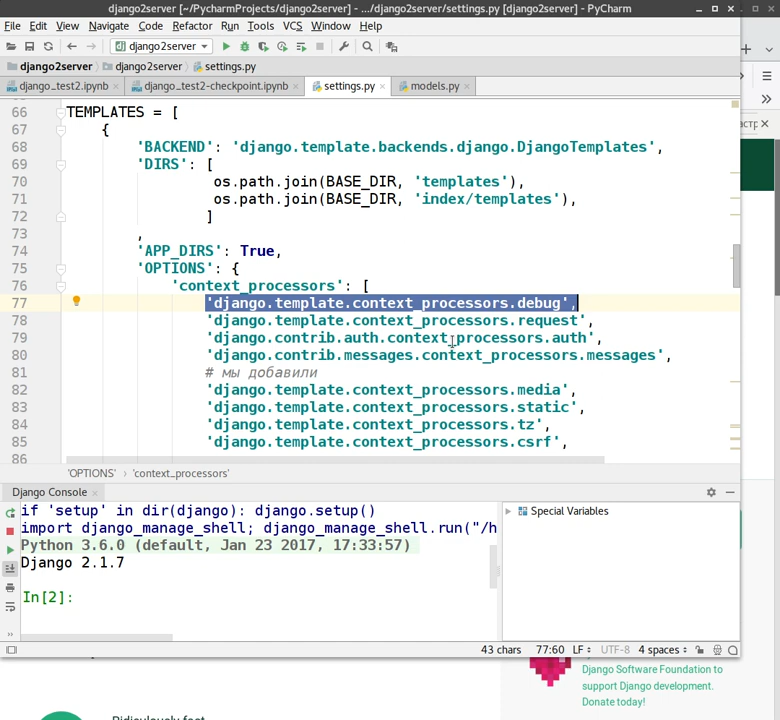 django2server [~/PycharmProjects/django2server] - .../django2server/settings.py [django2server] - PyCharm
File Edit View Navigate Code Refactor Run Tools VCS Window Help
django2server
django2server django2server settings.py
django_test2.ipynb django_test2-checkpoint.ipynb settings.py models.py
66 TEMPLATES = [
67 {
68 'BACKEND': 'django.template.backends.django.DjangoTemplates',
69 'DIRS': [
70 os.path.join(BASE_DIR, 'templates'),
71 os.path.join(BASE_DIR, 'index/templates'),
72 ]
73 ,
74 'APP_DIRS': True,
75 'OPTIONS': {
76 'context_processors': [
77 'django.template.context_processors.debug',
78 'django.template.context_processors.request',
79 'django.contrib.auth.context_processors.auth',
80 'django.contrib.messages.context_processors.messages',
81 # мы добавили
82 'django.template.context_processors.media',
83 'django.template.context_processors.static',
84 'django.template.context_processors.tz',
85 'django.template.context_processors.csrf',
86
'OPTIONS' › 'context_processors'
Django Console
if 'setup' in dir(django): django.setup()
import django_manage_shell; django_manage_shell.run("/h
Python 3.6.0 (default, Jan 23 2017, 17:33:57)
Django 2.1.7
In[2]:
Special Variables
43 chars 77:60 LF UTF-8 4 spaces
Django Software Foundation to
support Django development.
Donate today!